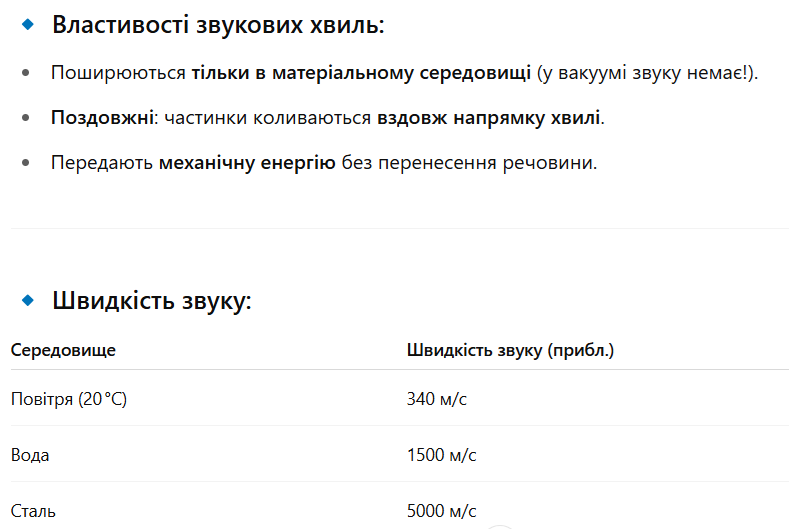 Властивості звукових хвиль:
Поширюються тільки в матеріальному середовищі (у вакуумі звуку немає!).
Поздовжні: частинки коливаються вздовж напрямку хвилі.
Передають механічну енергію без перенесення речовини.
Швидкість звуку:
Середовище Швидкість звуку (прибл.)
Повітря (20 °C) 340 м/с
Вода 1500 м/с
Сталь 5000 м/с